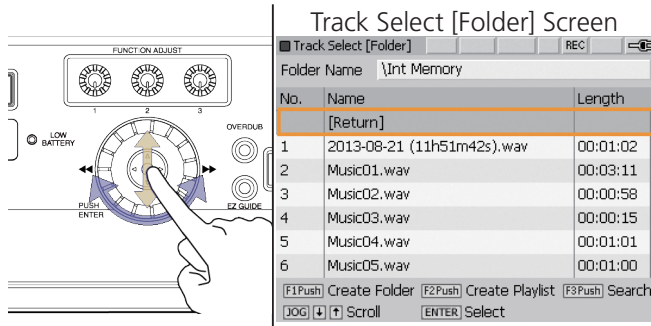 FUNCTION ADJUST
1 2 3
LOW BATTERY
OVERDUB
PUSH ENTER
EZ GUIDE
Track Select [Folder] Screen
Track Select [Folder] REC
Folder Name \Int Memory
No. Name Length
[Return]
1 2013-08-21 (11h51m42s).wav 00:01:02
2 Music01.wav 00:03:11
3 Music02.wav 00:00:58
4 Music03.wav 00:00:15
5 Music04.wav 00:01:01
6 Music05.wav 00:01:00
F1Push Create Folder F2Push Create Playlist F3Push Search
JOG ↓ ↑ Scroll ENTER Select